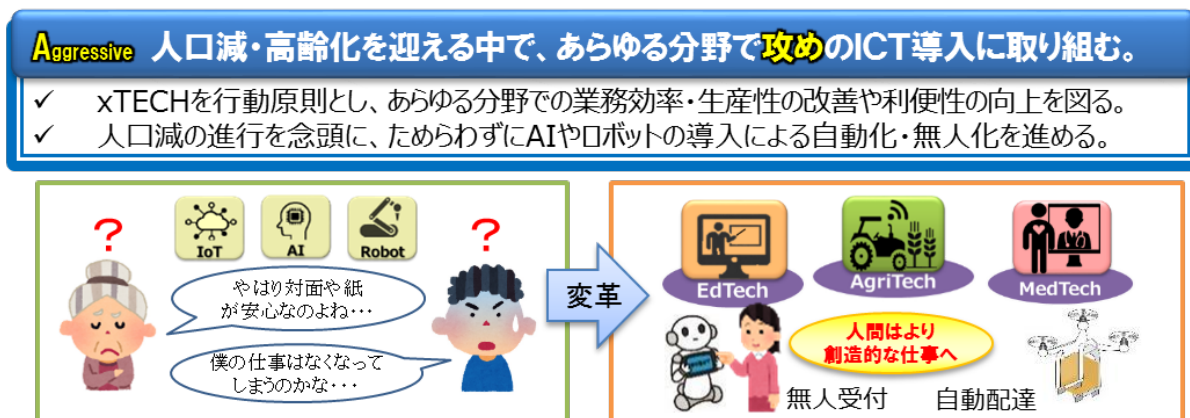 Aggressive 人口減・高齢化を迎える中で、あらゆる分野で攻めのICT導入に取り組む。
✓ xTECHを行動原則とし、あらゆる分野での業務効率・生産性の改善や利便性の向上を図る。
✓ 人口減の進行を念頭に、ためらわずにAIやロボットの導入による自動化・無人化を進める。
？
IoT
AI
Robot
？
やはり対面や紙
が安心なのよね・・・
僕の仕事はなくなって
しまうのかな・・・
変革
EdTech
AgriTech
MedTech
人間はより
創造的な仕事へ
無人受付
自動配達